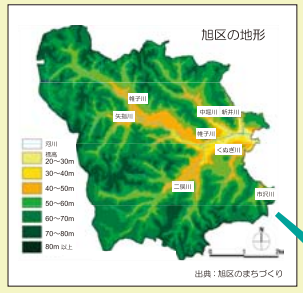 旭区の地形
帷子川
矢指川
中堀川 新井川
帷子川
くぬぎ川
二俣川
市沢川
河川
標高
20～30m
30～40m
40～50m
50～60m
60～70m
70～80m
80m 以上
N
出典：旭区のまちづくり